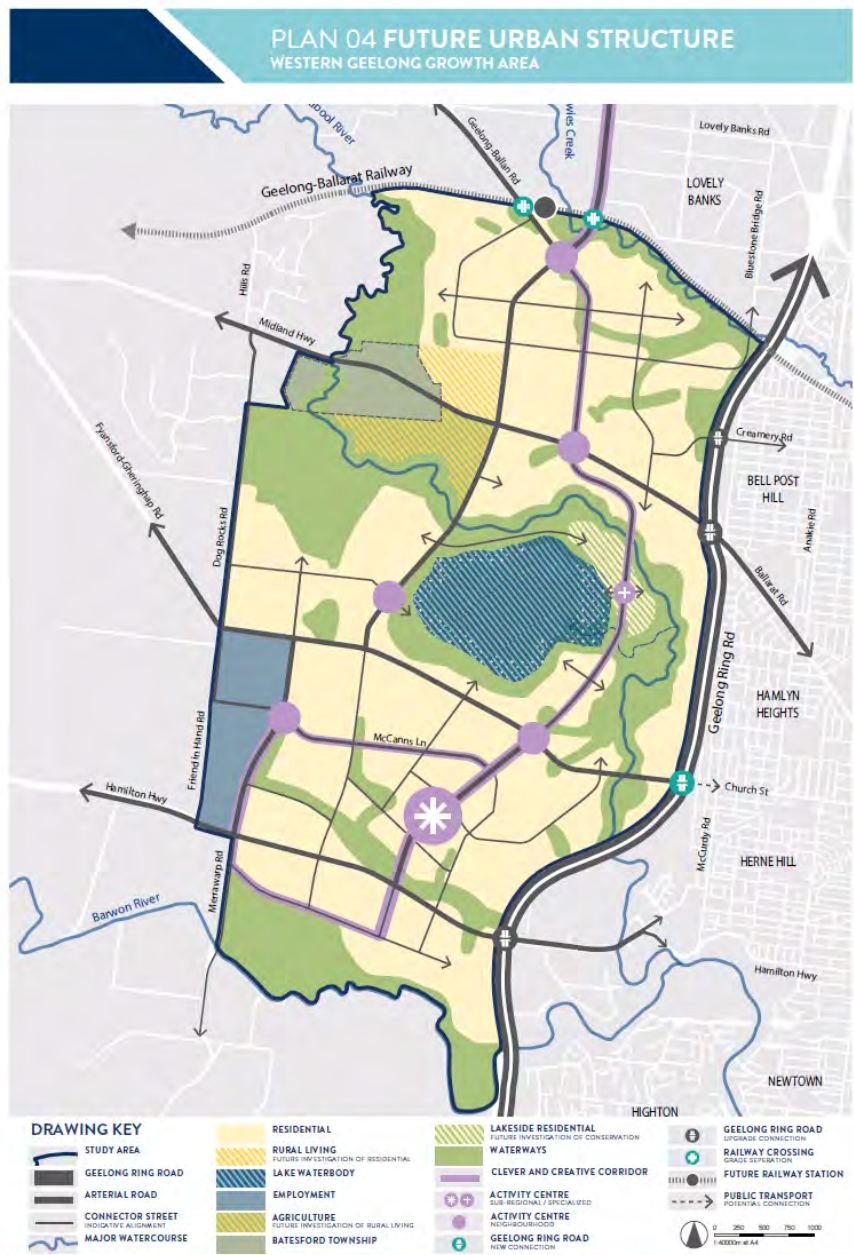 PLAN 04 FUTURE URBAN STRUCTURE
WESTERN GEELONG GROWTH AREA
Lovely Banks Rd
Geelong-Ballan Rd
River
Creek
Geelong-Ballarat Railway
LOVELY
BANKS
Bluestone Bridge Rd
Hills Rd
Midland Hwy
Creamery Rd
Fyansford-Gheringhap Rd
BELL POST
HILL
Anakie Rd
Dog Rocks Rd
Ballarat Rd
Geelong Ring Rd
HAMLYN
HEIGHTS
Friend in Hand Rd
McCanns Ln
Hamilton Hwy
Church St
McCurdy Rd
HERNE HILL
Merrawarp Rd
Barwon River
Hamilton Hwy
NEWTOWN
HIGHTON
DRAWING KEY
STUDY AREA
GEELONG RING ROAD
ARTERIAL ROAD
CONNECTOR STREET
INDICATIVE ALIGNMENT
MAJOR WATERCOURSE
RESIDENTIAL
RURAL LIVING
FUTURE INVESTIGATION OF RESIDENTIAL
LAKE WATERBODY
EMPLOYMENT
AGRICULTURE
FUTURE INVESTIGATION OF RURAL LIVING
BATESFORD TOWNSHIP
LAKESIDE RESIDENTIAL
FUTURE INVESTIGATION OF CONSERVATION
WATERWAYS
CLEVER AND CREATIVE CORRIDOR
ACTIVITY CENTRE
SUB-REGIONAL / SPECIALIZED
ACTIVITY CENTRE
NEIGHBOURHOOD
GEELONG RING ROAD
NEW CONNECTION
GEELONG RING ROAD
UPGRADE CONNECTION
RAILWAY CROSSING
GRADE SEPERATION
FUTURE RAILWAY STATION
PUBLIC TRANSPORT
POTENTIAL CONNECTION
0 250 500 750 1000
1:40000m at A4